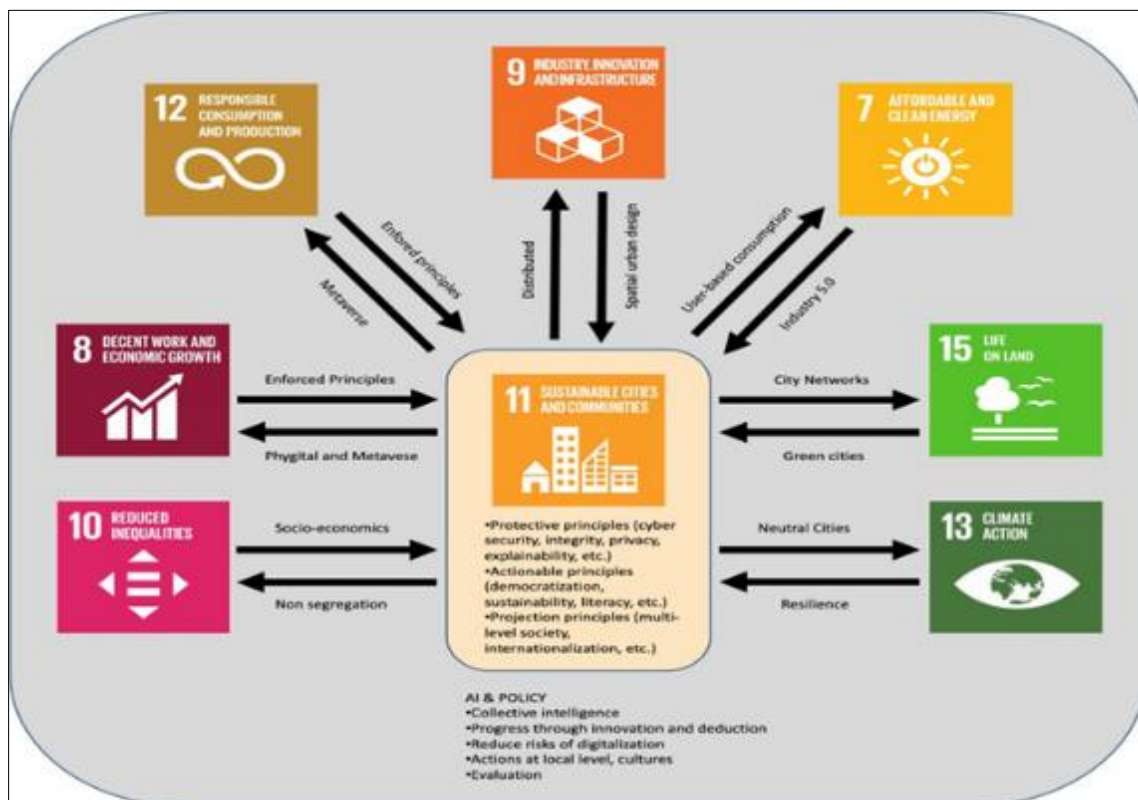 9 INDUSTRY, INNOVATION
AND INFRASTRUCTURE
12 RESPONSIBLE
CONSUMPTION
AND PRODUCTION
7 AFFORDABLE AND
CLEAN ENERGY
Enfored principles
Metaverse
Distributed
Spatial urban design
User-based consumption
Industry 5.0
8 DECENT WORK AND
ECONOMIC GROWTH
Enforced Principles
Phygital and Metavese
11 SUSTAINABLE CITIES
AND COMMUNITIES
City Networks
Green cities
15 LIFE
ON LAND
10 REDUCED
INEQUALITIES
Socio-economics
Non segregation
•Protective principles (cyber
security, integrity, privacy,
explainability, etc.)
•Actionable principles
(democratization,
sustainability, literacy, etc.)
•Projection principles (multi-
level society,
internationalization, etc.)
Neutral Cities
Resilience
13 CLIMATE
ACTION
AI & POLICY
•Collective intelligence
•Progress through innovation and deduction
•Reduce risks of digitalization
•Actions at local level, cultures
•Evaluation